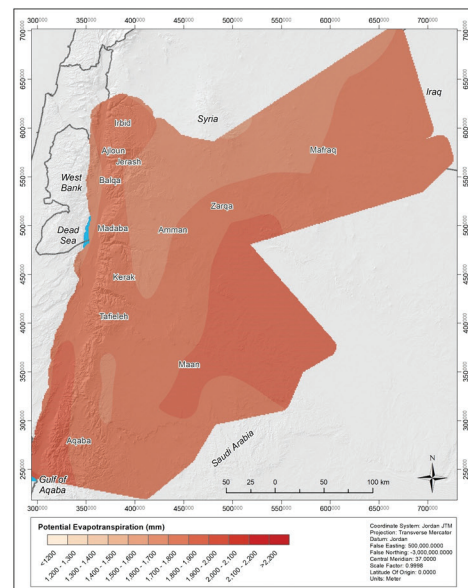 300000 350000 400000 450000 500000 550000 600000 650000 700000
700000
650000
600000
550000
500000
450000
400000
350000
300000
250000
Syria
Iraq
Irbid
Ajloun
Jerash
Mafraq
West
Bank
Balqa
Zarqa
Dead
Sea
Madaba
Amman
Kerak
Tafieleh
Maan
Aqaba
Saudi Arabia
Gulf of
Aqaba
N
50 25 0 50 100 km
Potential Evapotranspiration (mm)
<1200
1,200 - 1,300
1,300 - 1,400
1,400 - 1,500
1,500 - 1,600
1,600 - 1,700
1,700 - 1,800
1,800 - 1,900
1,900 - 2,000
2,000 - 2,100
2,100 - 2,200
>2,200
Coordinate System: Jordan JTM
Projection: Transverse Mercator
Datum: Jordan
False Easting: 500,000.0000
False Northing: -3,000,000.0000
Central Meridian: 37.0000
Scale Factor: 0.9998
Latitude Of Origin: 0.0000
Units: Meter